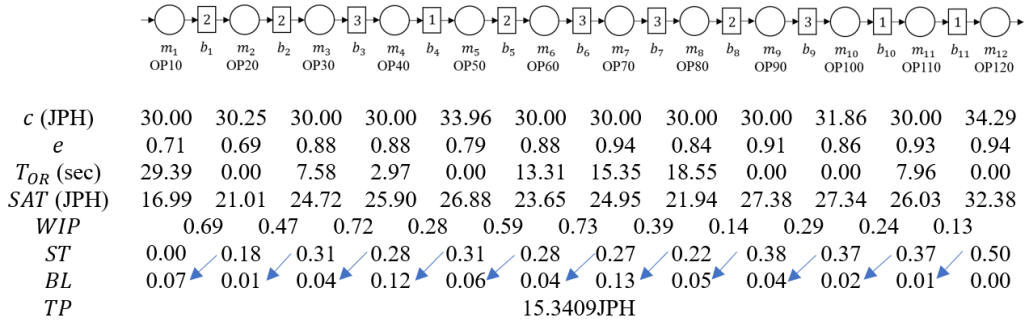 2 2 3 1 2 3 3 2 3 1 1
m₁ b₁ m₂ b₂ m₃ b₃ m₄ b₄ m₅ b₅ m₆ b₆ m₇ b₇ m₈ b₈ m₉ b₉ m₁₀ b₁₀ m₁₁ b₁₁ m₁₂
OP10 OP20 OP30 OP40 OP50 OP60 OP70 OP80 OP90 OP100 OP110 OP120
c (JPH) 30.00 30.25 30.00 30.00 33.96 30.00 30.00 30.00 30.00 31.86 30.00 34.29
e 0.71 0.69 0.88 0.88 0.79 0.88 0.94 0.84 0.91 0.86 0.93 0.94
T_OR (sec) 29.39 0.00 7.58 2.97 0.00 13.31 15.35 18.55 0.00 0.00 7.96 0.00
SAT (JPH) 16.99 21.01 24.72 25.90 26.88 23.65 24.95 21.94 27.38 27.34 26.03 32.38
WIP 0.69 0.47 0.72 0.28 0.59 0.73 0.39 0.14 0.29 0.24 0.13
ST 0.00 0.18 0.31 0.28 0.31 0.28 0.27 0.22 0.38 0.37 0.37 0.50
BL 0.07 0.01 0.04 0.12 0.06 0.04 0.13 0.05 0.04 0.02 0.01 0.00
TP 15.3409JPH